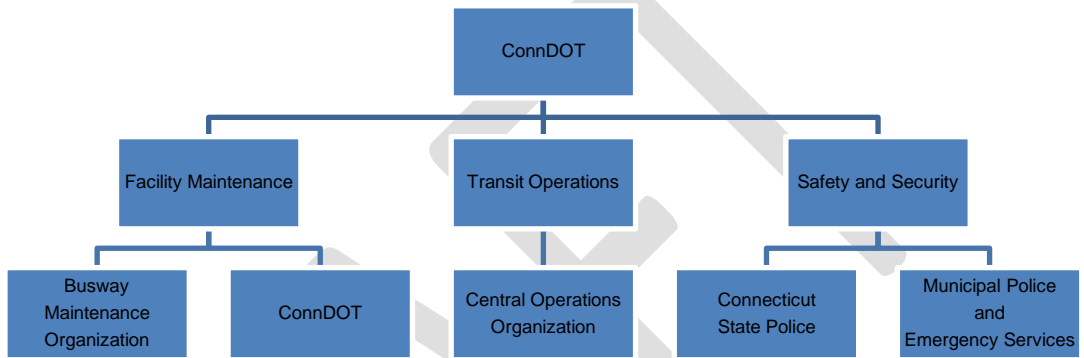 ConnDOT
Facility Maintenance
Transit Operations
Safety and Security
Busway
Maintenance
Organization
ConnDOT
Central Operations
Organization
Connecticut
State Police
Municipal Police
and
Emergency Services